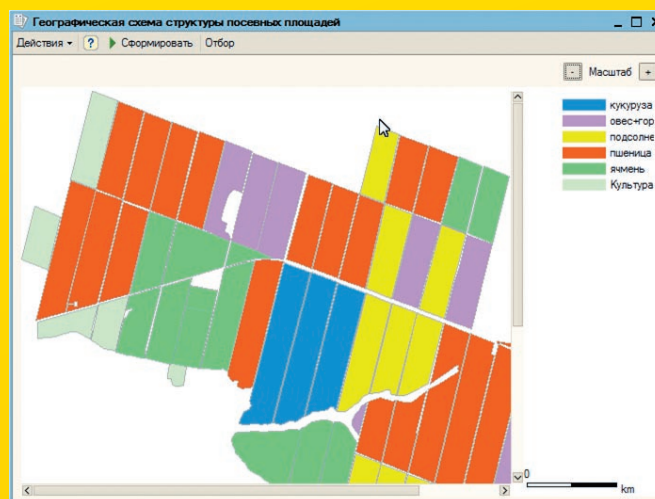 Географическая схема структуры посевных площадей
Действия ? Сформировать Отбор
- Масштаб +
кукуруза
овес+гор
подсолне
пшеница
ячмень
Культура
0
km